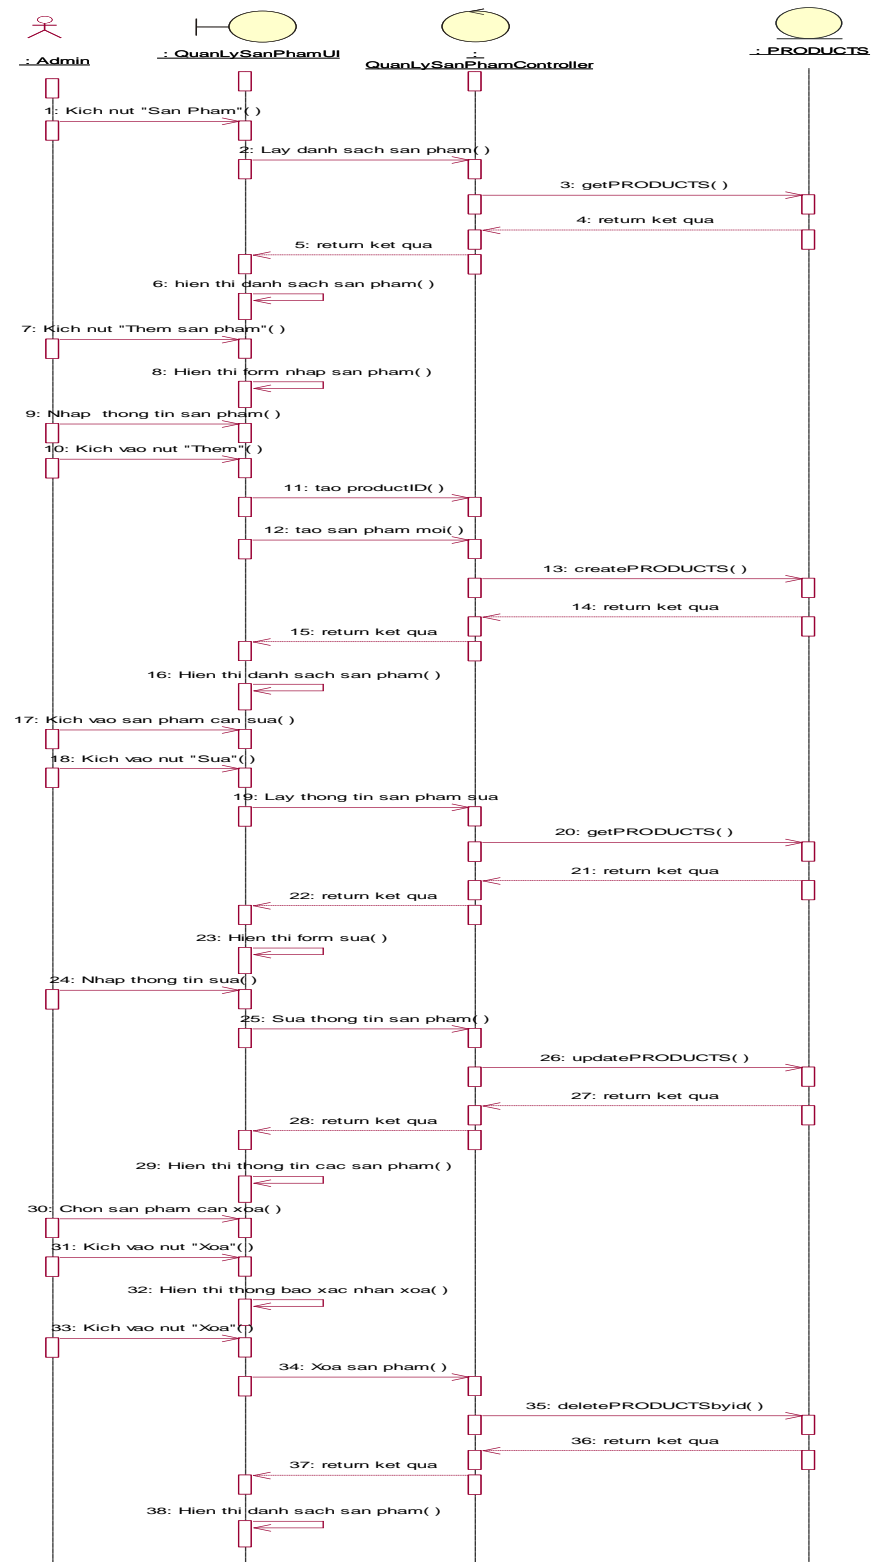 : Admin
: QuanLySanPhamUI
:
QuanLySanPhamController
: PRODUCTS
1: Kich nut "San Pham"( )
2: Lay danh sach san pham( )
3: getPRODUCTS( )
4: return ket qua
5: return ket qua
6: hien thi danh sach san pham( )
7: Kich nut "Them san pham"( )
8: Hien thi form nhap san pham( )
9: Nhap  thong tin san pham( )
10: Kich vao nut "Them"( )
11: tao productID( )
12: tao san pham moi( )
13: createPRODUCTS( )
14: return ket qua
15: return ket qua
16: Hien thi danh sach san pham( )
17: Kich vao san pham can sua( )
18: Kich vao nut "Sua"( )
19: Lay thong tin san pham sua
20: getPRODUCTS( )
21: return ket qua
22: return ket qua
23: Hien thi form sua( )
24: Nhap thong tin sua( )
25: Sua thong tin san pham( )
26: updatePRODUCTS( )
27: return ket qua
28: return ket qua
29: Hien thi thong tin cac san pham( )
30: Chon san pham can xoa( )
31: Kich vao nut "Xoa"( )
32: Hien thi thong bao xac nhan xoa( )
33: Kich vao nut "Xoa"( )
34: Xoa san pham( )
35: deletePRODUCTSbyid( )
36: return ket qua
37: return ket qua
38: Hien thi danh sach san pham( )